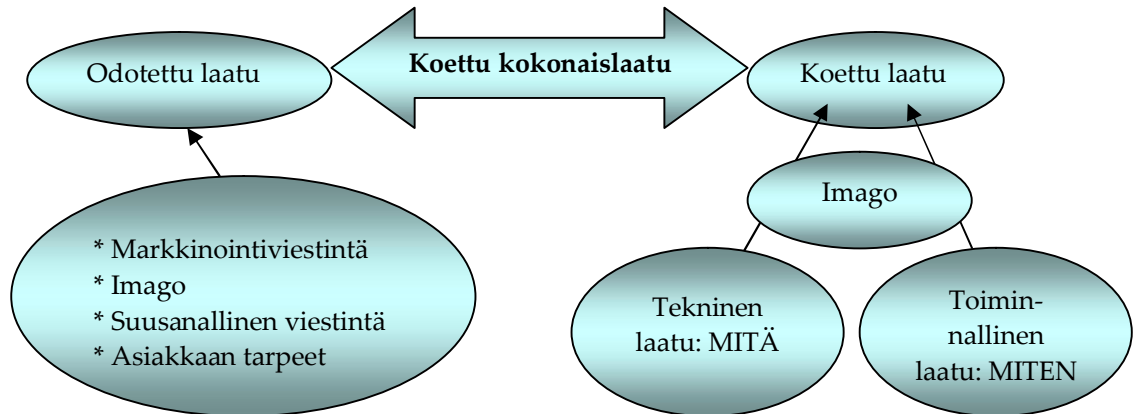 Odotettu laatu
Koettu kokonaislaatu
Koettu laatu
Imago
* Markkinointiviestintä
* Imago
* Suusanallinen viestintä
* Asiakkaan tarpeet
Tekninen
laatu: MITÄ
Toimin-
nallinen
laatu: MITEN